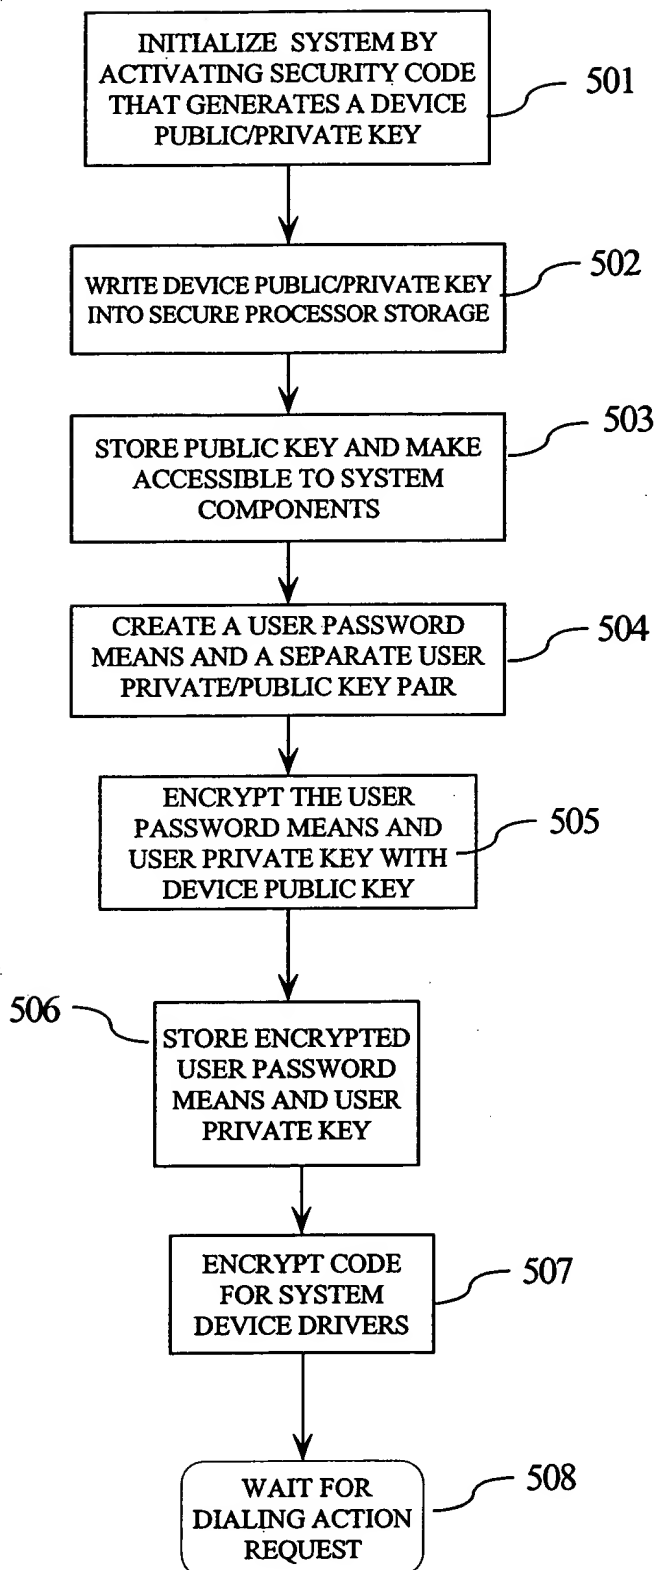 INITIALIZE SYSTEM BY
ACTIVATING SECURITY CODE
THAT GENERATES A DEVICE
PUBLIC/PRIVATE KEY
501
WRITE DEVICE PUBLIC/PRIVATE KEY
INTO SECURE PROCESSOR STORAGE
502
STORE PUBLIC KEY AND MAKE
ACCESSIBLE TO SYSTEM
COMPONENTS
503
CREATE A USER PASSWORD
MEANS AND A SEPARATE USER
PRIVATE/PUBLIC KEY PAIR
504
ENCRYPT THE USER
PASSWORD MEANS AND
USER PRIVATE KEY WITH
DEVICE PUBLIC KEY
505
506
STORE ENCRYPTED
USER PASSWORD
MEANS AND USER
PRIVATE KEY
ENCRYPT CODE
FOR SYSTEM
DEVICE DRIVERS
507
WAIT FOR
DIALING ACTION
REQUEST
508